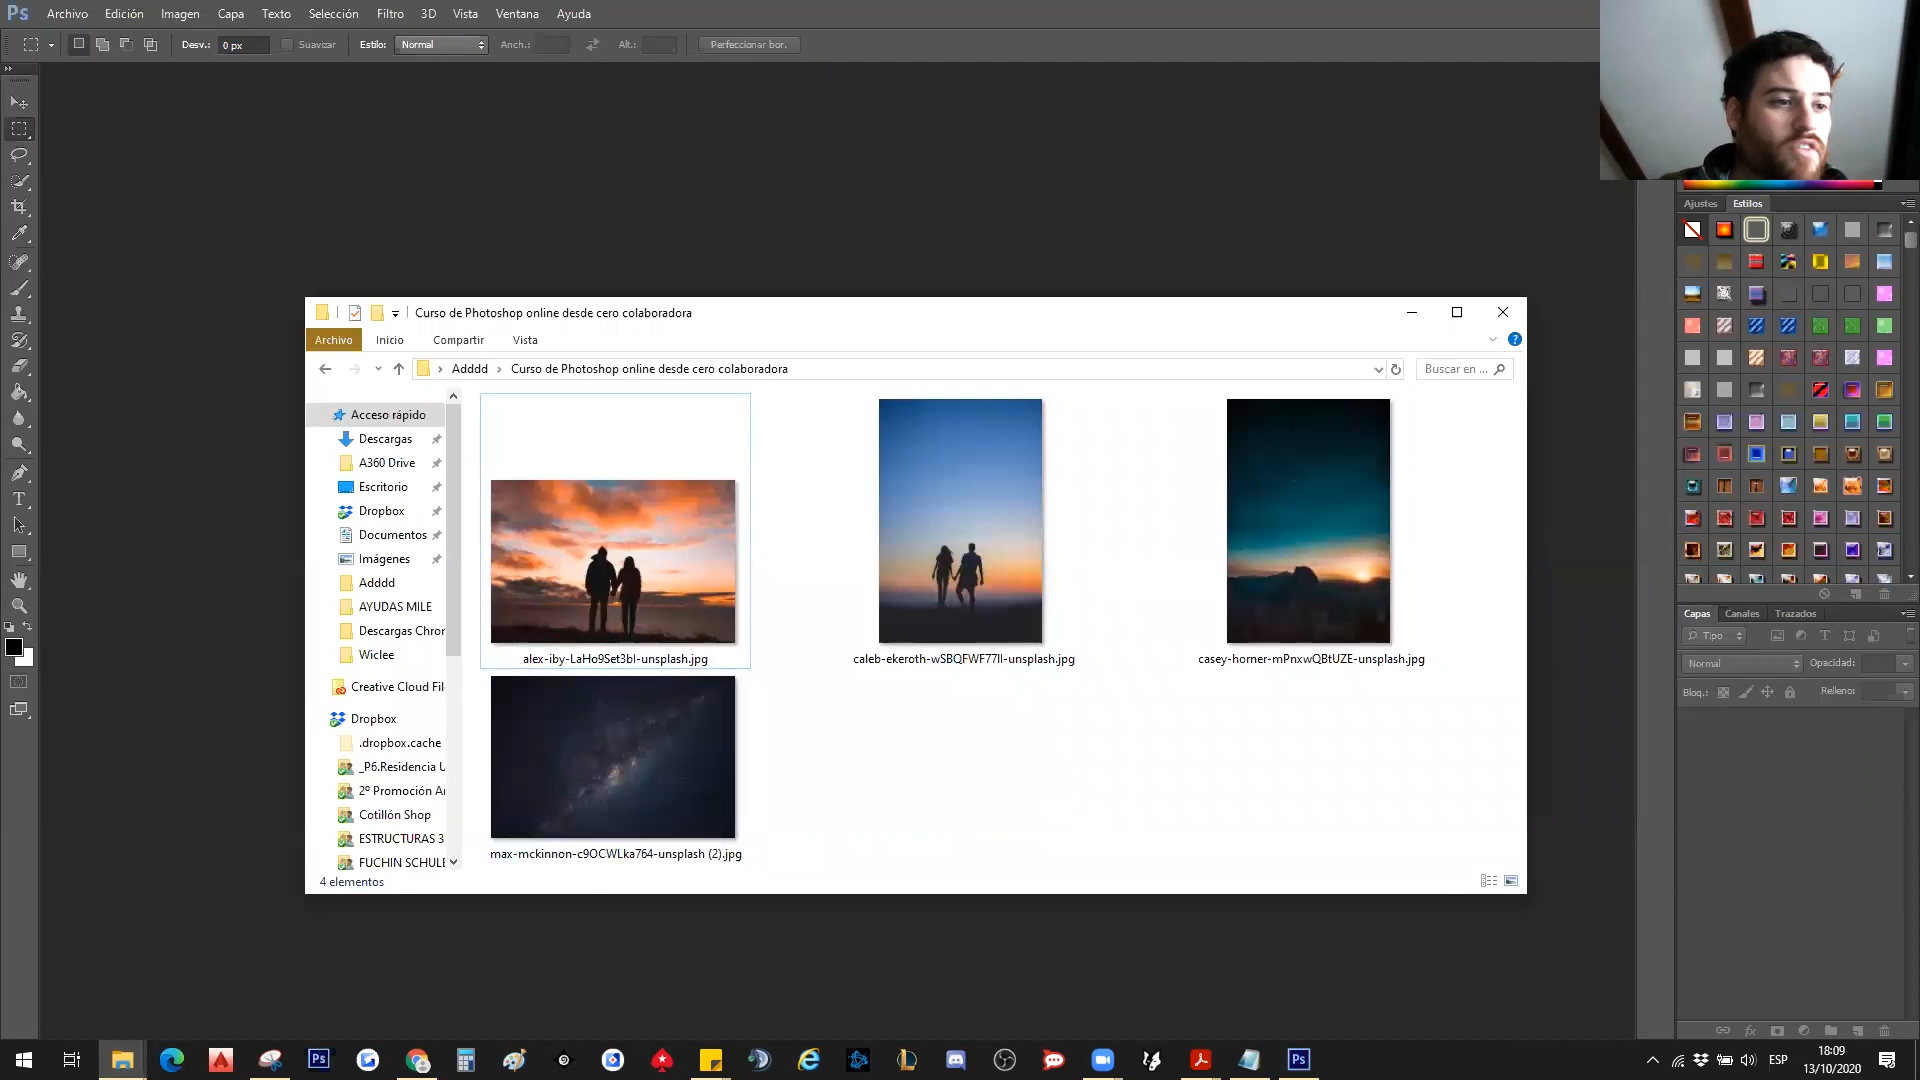 Ps Archivo Edición Imagen Capa Texto Selección Filtro 3D Vista Ventana Ayuda
Desv.: 0 px Suavizar Estilo: Normal Anch.: Alt.: Perfeccionar bor.
Ajustes Estilos
Curso de Photoshop online desde cero colaboradora
Archivo Inicio Compartir Vista
Adddd Curso de Photoshop online desde cero colaboradora Buscar en ...
Acceso rápido
Descargas
A360 Drive
Escritorio
Dropbox
Documentos
Imágenes
Adddd
AYUDAS MILE
Descargas Chror
Wiclee
Creative Cloud Fil
Dropbox
.dropbox.cache
_P6.Residencia U
2º Promoción Ar
Cotillón Shop
ESTRUCTURAS 3
FUCHIN SCHULE
alex-iby-LaHo9Set3bI-unsplash.jpg
caleb-ekeroth-wSBQFWF77lI-unsplash.jpg
casey-horner-mPnxwQBtUZE-unsplash.jpg
max-mckinnon-c9OCWLka764-unsplash (2).jpg
4 elementos
Capas Canales Trazados
Tipo
Normal Opacidad:
Bloq.: Relleno:
ESP
18:09
13/10/2020